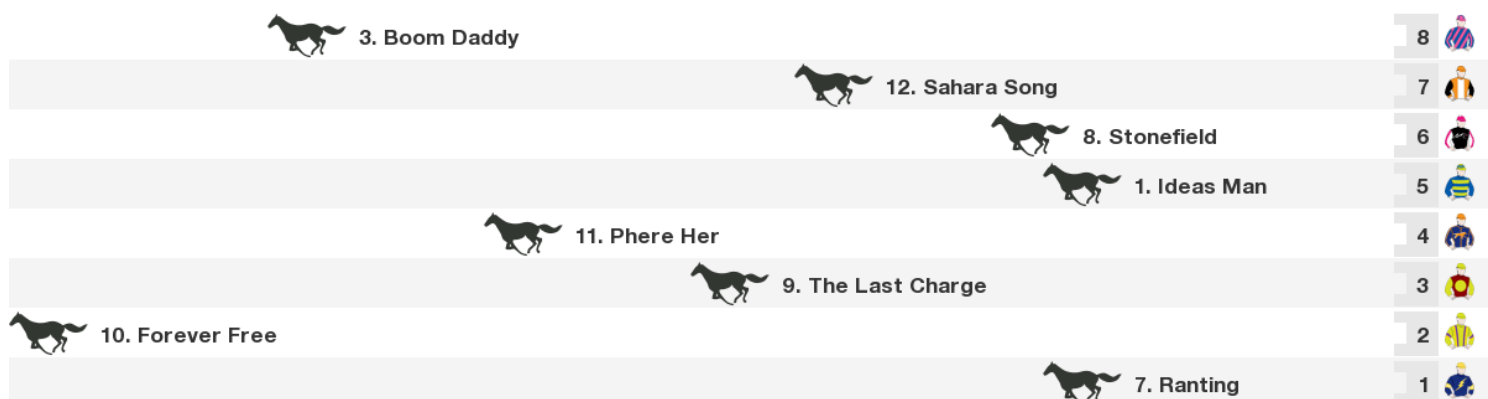 3. Boom Daddy 8
12. Sahara Song 7
8. Stonefield 6
1. Ideas Man 5
11. Phere Her 4
9. The Last Charge 3
10. Forever Free 2
7. Ranting 1